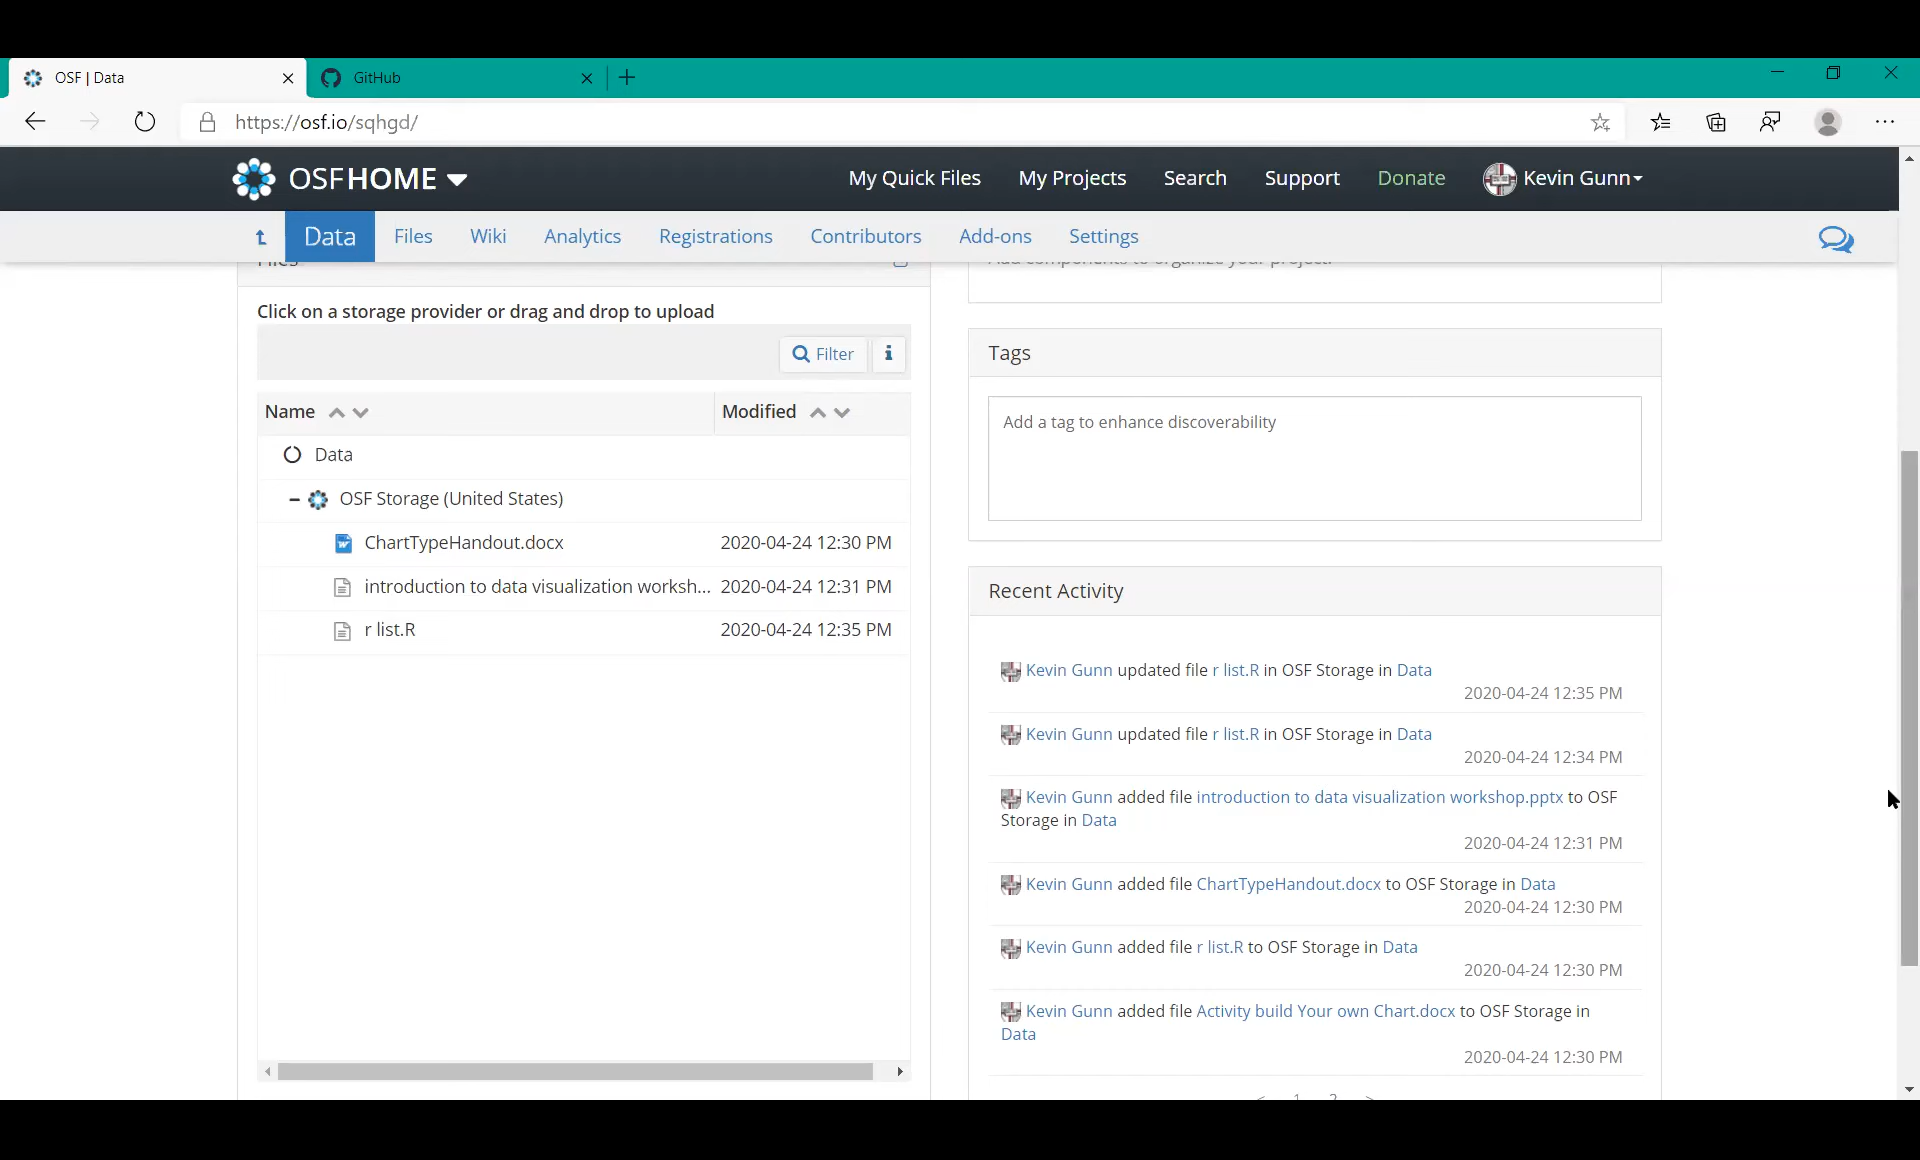 OSF | Data
GitHub
https://osf.io/sqhgd/
OSFHOME
My Quick Files
My Projects
Search
Support
Donate
Kevin Gunn
Data
Files
Wiki
Analytics
Registrations
Contributors
Add-ons
Settings
Files
Add components to organize your project.
Click on a storage provider or drag and drop to upload
Filter
Name
Modified
Data
OSF Storage (United States)
ChartTypeHandout.docx 2020-04-24 12:30 PM
introduction to data visualization worksh... 2020-04-24 12:31 PM
r list.R 2020-04-24 12:35 PM
Tags
Add a tag to enhance discoverability
Recent Activity
Kevin Gunn updated file r list.R in OSF Storage in Data
2020-04-24 12:35 PM
Kevin Gunn updated file r list.R in OSF Storage in Data
2020-04-24 12:34 PM
Kevin Gunn added file introduction to data visualization workshop.pptx to OSF
Storage in Data
2020-04-24 12:31 PM
Kevin Gunn added file ChartTypeHandout.docx to OSF Storage in Data
2020-04-24 12:30 PM
Kevin Gunn added file r list.R to OSF Storage in Data
2020-04-24 12:30 PM
Kevin Gunn added file Activity build Your own Chart.docx to OSF Storage in
Data
2020-04-24 12:30 PM
< 1 2 >